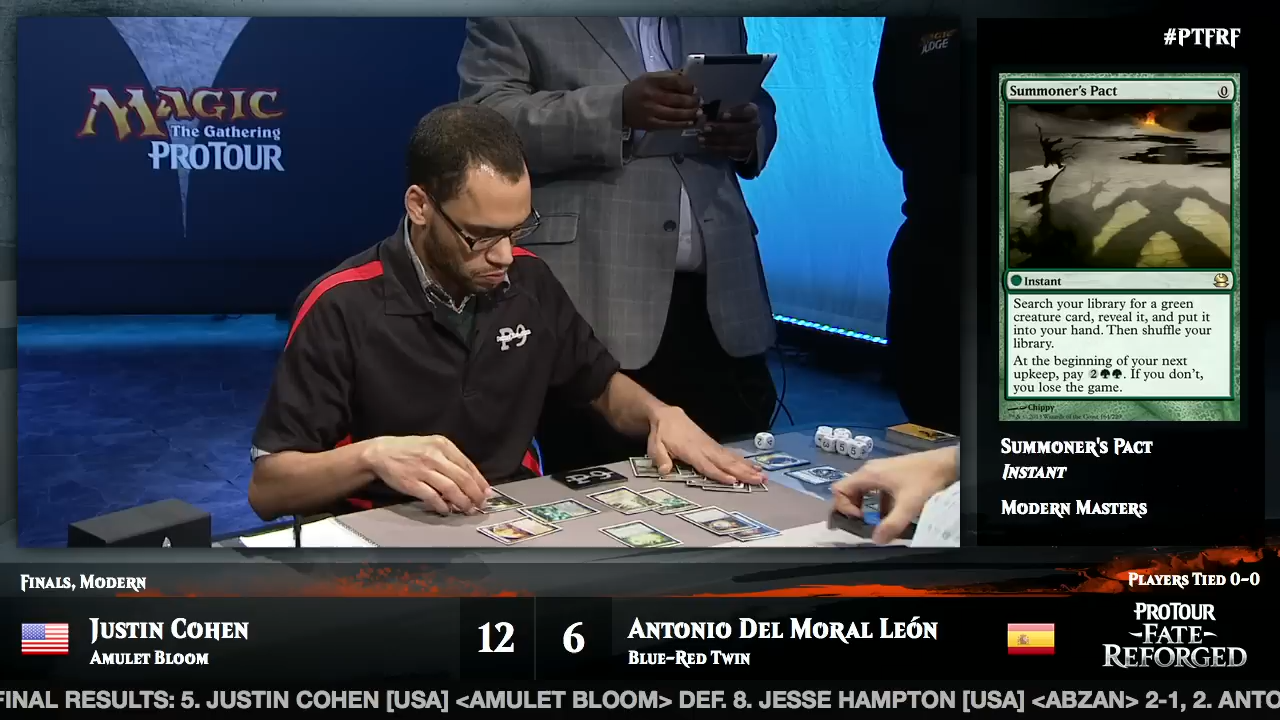 #PTFRF
MAGIC
JUDGE
MAGIC
The Gathering
PROTOUR
P9
P9
Summoner's Pact 0
Instant
Search your library for a green
creature card, reveal it, and put it
into your hand. Then shuffle your
library.
At the beginning of your next
upkeep, pay 2. If you don't,
you lose the game.
Chippy
SUMMONER'S PACT
INSTANT
MODERN MASTERS
FINALS, MODERN
PLAYERS TIED 0-0
JUSTIN COHEN
AMULET BLOOM
12
6
ANTONIO DEL MORAL LEÓN
BLUE-RED TWIN
PROTOUR
-FATE-
REFORGED
FINAL RESULTS: 5. JUSTIN COHEN [USA] <AMULET BLOOM> DEF. 8. JESSE HAMPTON [USA] <ABZAN> 2-1, 2. ANTO